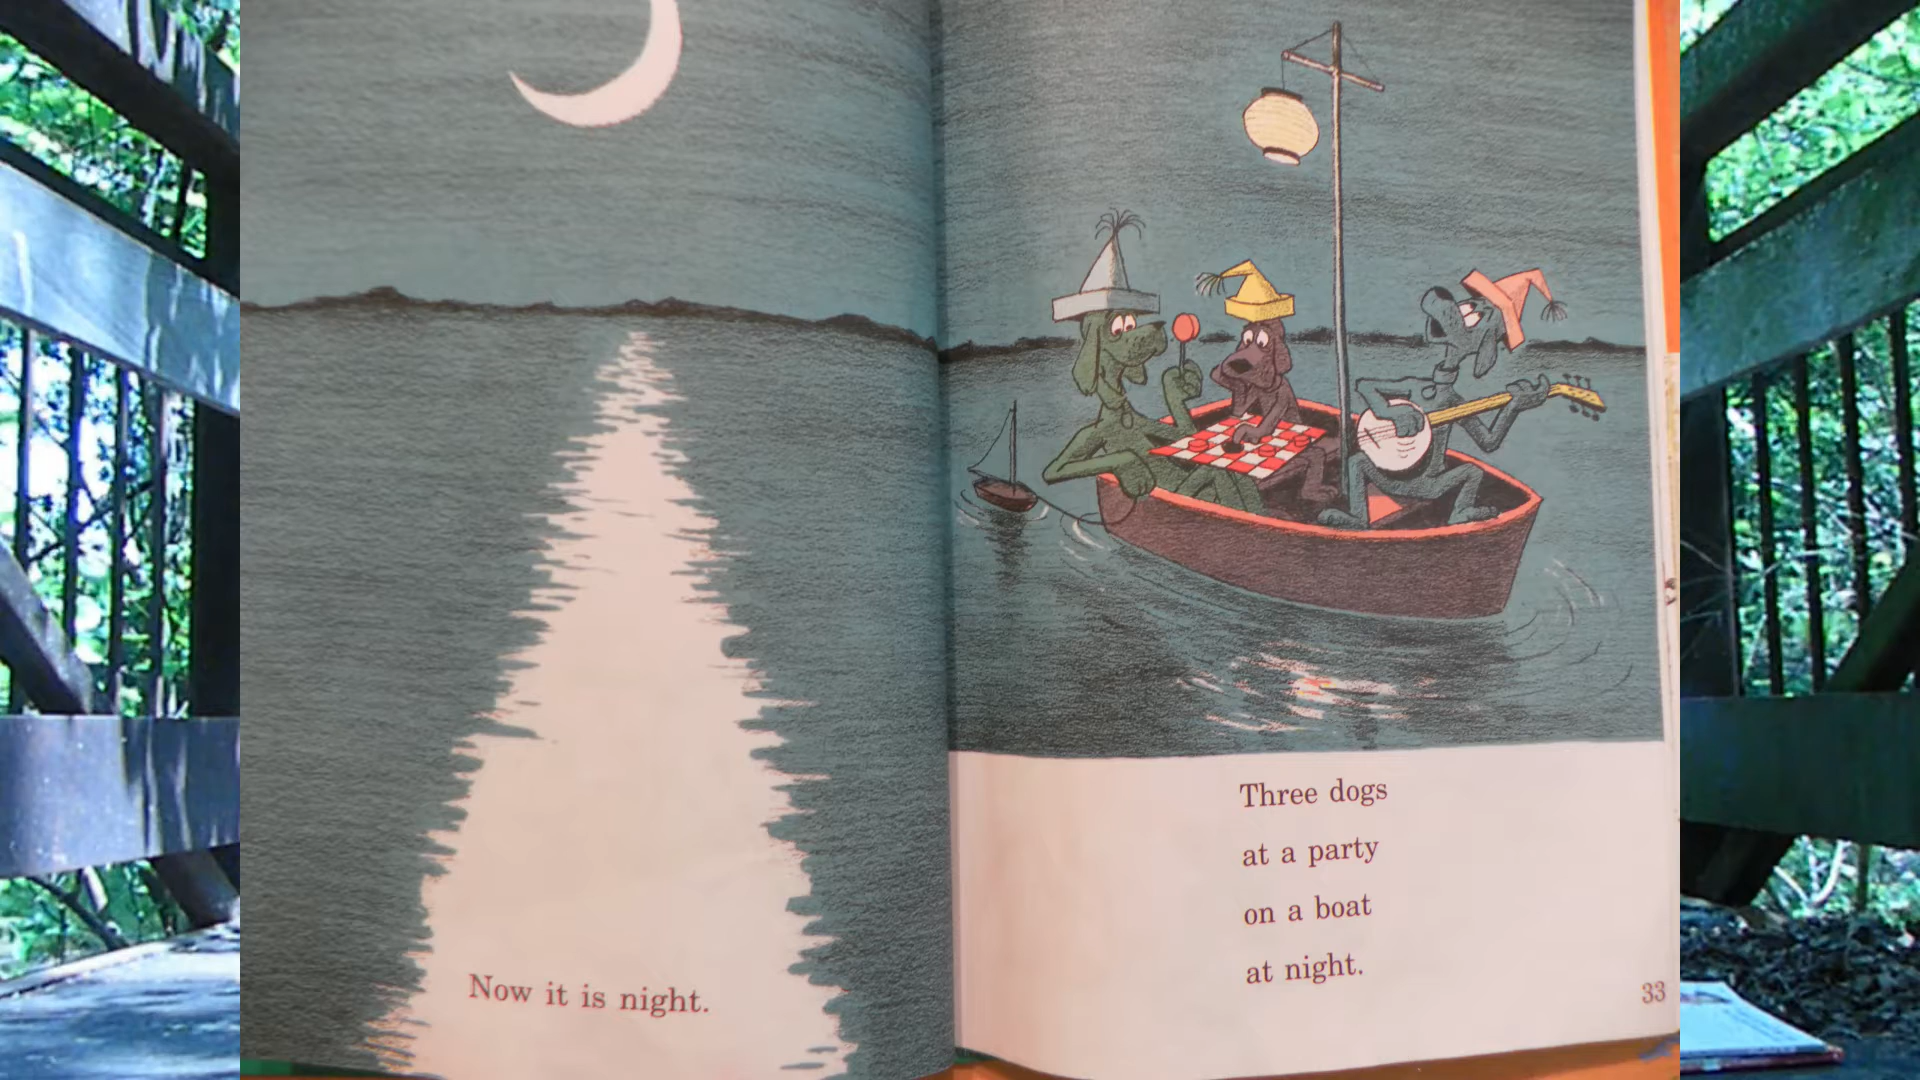 Now it is night.
Three dogs
at a party
on a boat
at night.
33